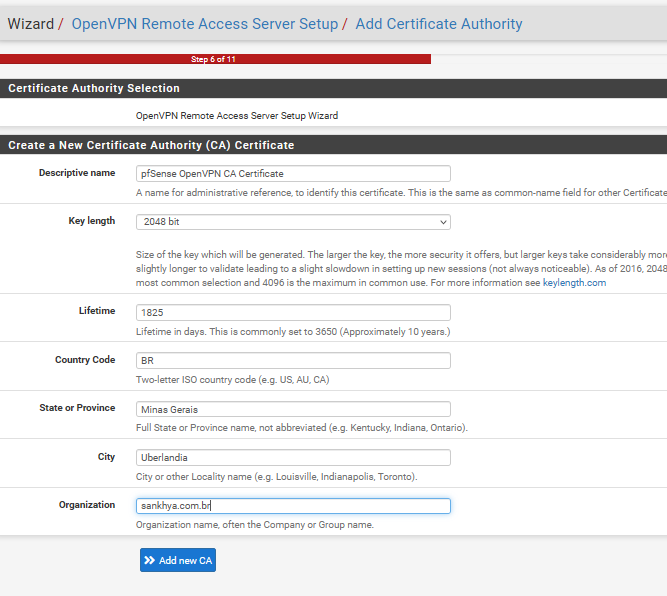 Wizard / OpenVPN Remote Access Server Setup / Add Certificate Authority
Step 6 of 11
Certificate Authority Selection
OpenVPN Remote Access Server Setup Wizard
Create a New Certificate Authority (CA) Certificate
Descriptive name pfSense OpenVPN CA Certificate
A name for administrative reference, to identify this certificate. This is the same as common-name field for other Certificate
Key length 2048 bit
Size of the key which will be generated. The larger the key, the more security it offers, but larger keys take considerably more
slightly longer to validate leading to a slight slowdown in setting up new sessions (not always noticeable). As of 2016, 2048
most common selection and 4096 is the maximum in common use. For more information see keylength.com
Lifetime 1825
Lifetime in days. This is commonly set to 3650 (Approximately 10 years.)
Country Code BR
Two-letter ISO country code (e.g. US, AU, CA)
State or Province Minas Gerais
Full State or Province name, not abbreviated (e.g. Kentucky, Indiana, Ontario).
City Uberlandia
City or other Locality name (e.g. Louisville, Indianapolis, Toronto).
Organization sankhya.com.br
Organization name, often the Company or Group name.
Add new CA